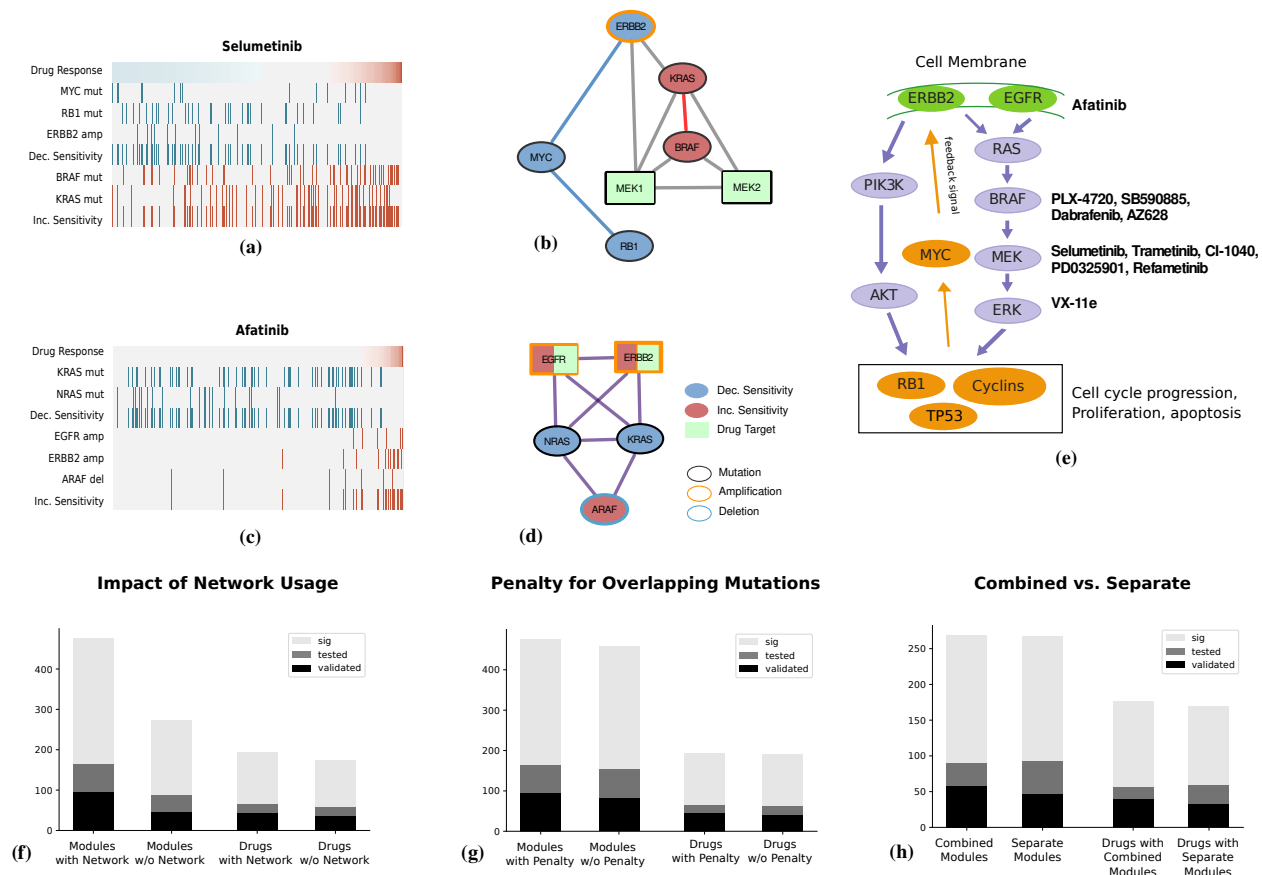 Selumetinib
Drug Response
MYC mut
RB1 mut
ERBB2 amp
Dec. Sensitivity
BRAF mut
KRAS mut
Inc. Sensitivity
(a)
ERBB2
KRAS
BRAF
MYC
MEK1
MEK2
RB1
(b)
Afatinib
Drug Response
KRAS mut
NRAS mut
Dec. Sensitivity
EGFR amp
ERBB2 amp
ARAF del
Inc. Sensitivity
(c)
EGFR
ERBB2
NRAS
KRAS
ARAF
(d)
Dec. Sensitivity
Inc. Sensitivity
Drug Target
Mutation
Amplification
Deletion
Cell Membrane
ERBB2
EGFR
Afatinib
RAS
feedback signal
PIK3K
BRAF
PLX-4720, SB590885,
Dabrafenib, AZ628
MYC
MEK
Selumetinib, Trametinib, CI-1040,
PD0325901, Refametinib
AKT
ERK
VX-11e
RB1
Cyclins
TP53
Cell cycle progression,
Proliferation, apoptosis
(e)
Impact of Network Usage
400
300
200
100
0
sig
tested
validated
Modules
with Network
Modules
w/o Network
Drugs
with Network
Drugs
w/o Network
(f)
Penalty for Overlapping Mutations
500
400
300
200
100
0
sig
tested
validated
Modules
with Penalty
Modules
w/o Penalty
Drugs
with Penalty
Drugs
w/o Penalty
(g)
Combined vs. Separate
250
200
150
100
50
0
sig
tested
validated
Combined
Modules
Separate
Modules
Drugs with
Combined
Modules
Drugs with
Separate
Modules
(h)